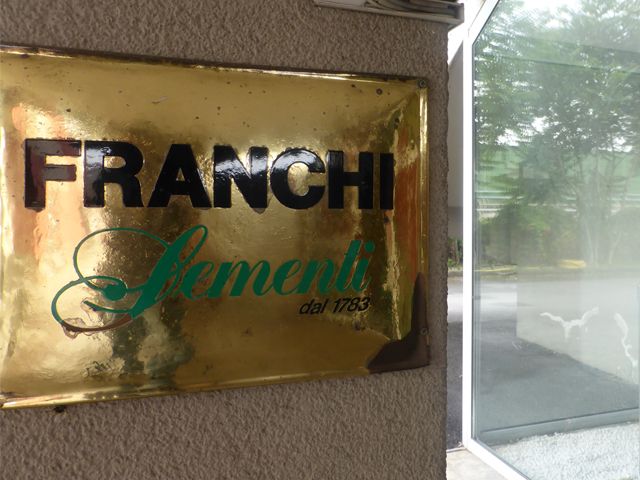 FRANCHI
Sementi
dal 1783